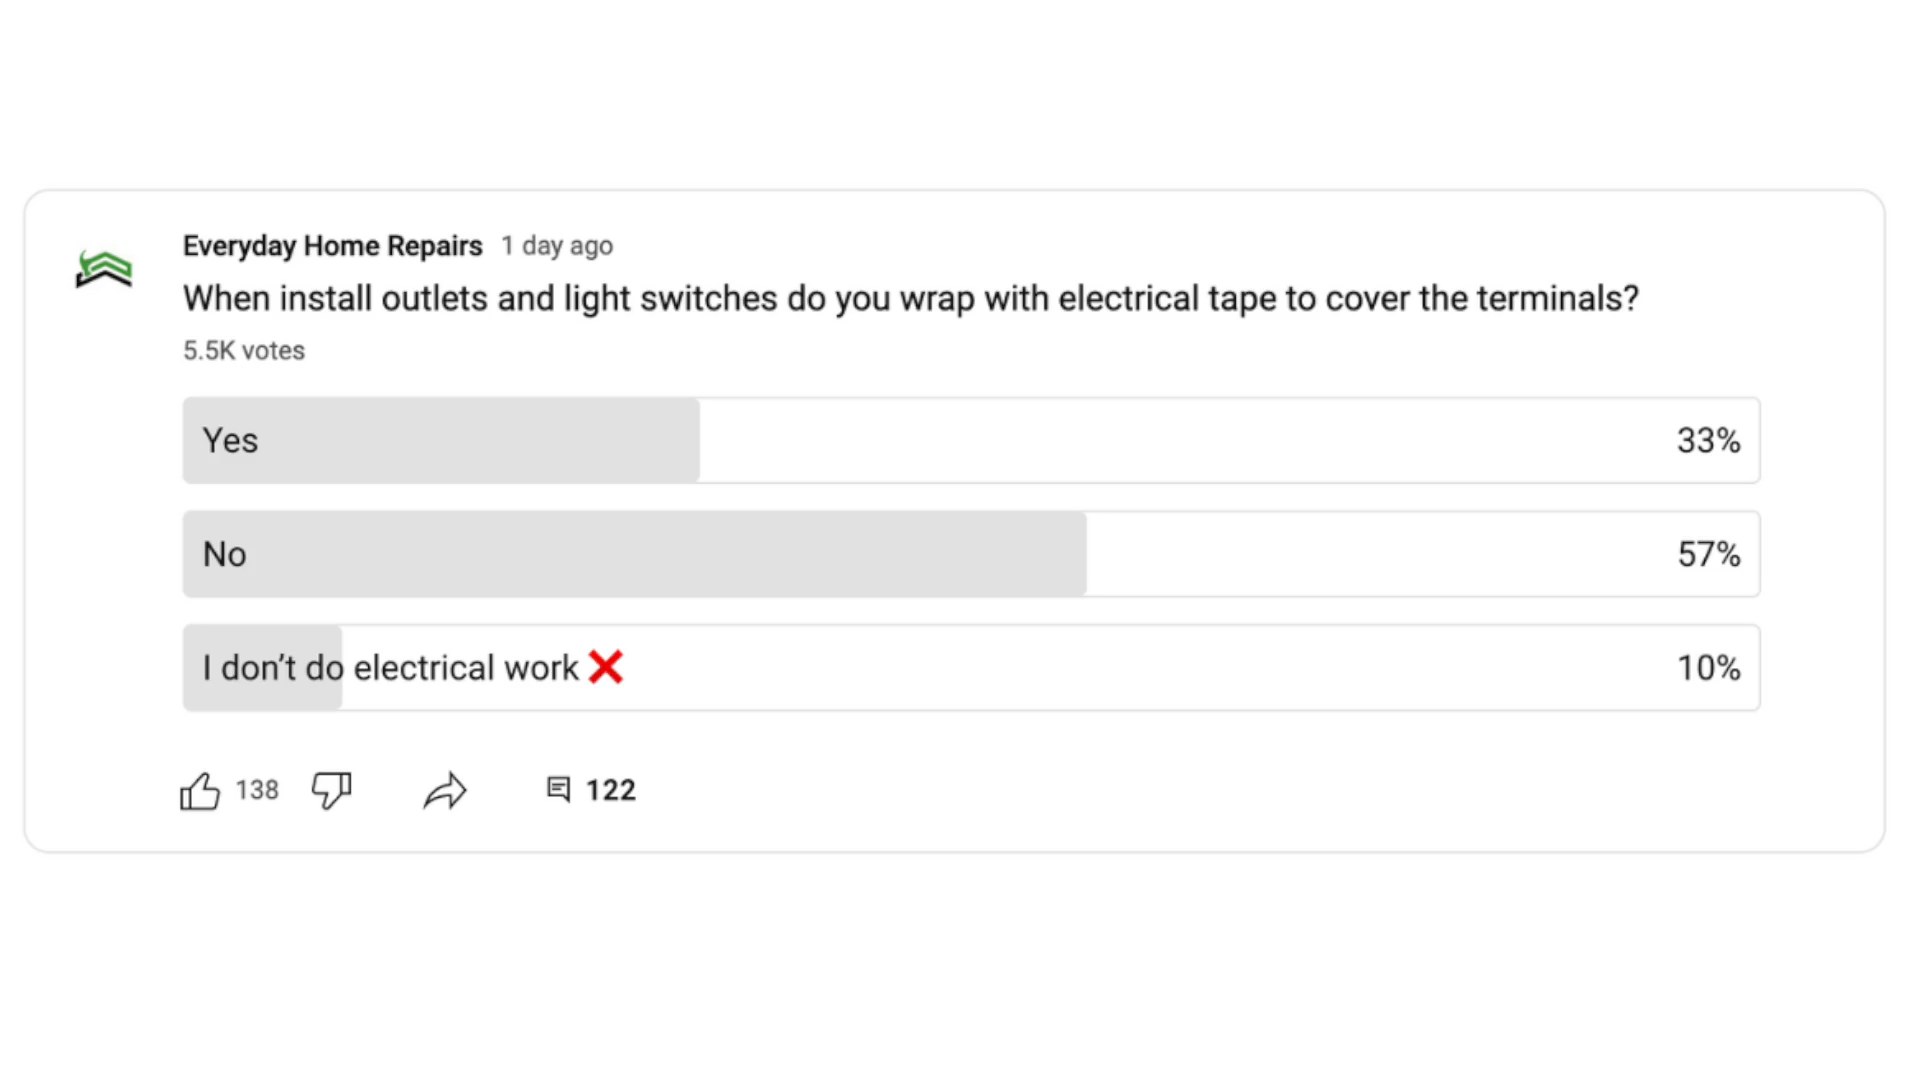 Everyday Home Repairs 1 day ago
When install outlets and light switches do you wrap with electrical tape to cover the terminals?
5.5K votes
Yes 33%
No 57%
I don’t do electrical work ❌ 10%
138 122